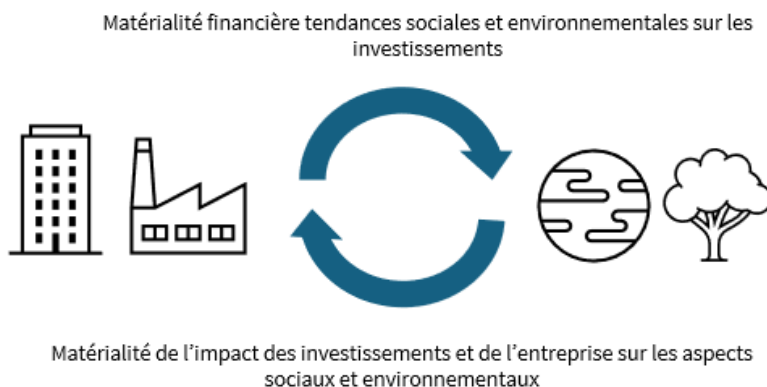 Matérialité financière tendances sociales et environnementales sur les
investissements
Matérialité de l'impact des investissements et de l'entreprise sur les aspects
sociaux et environnementaux